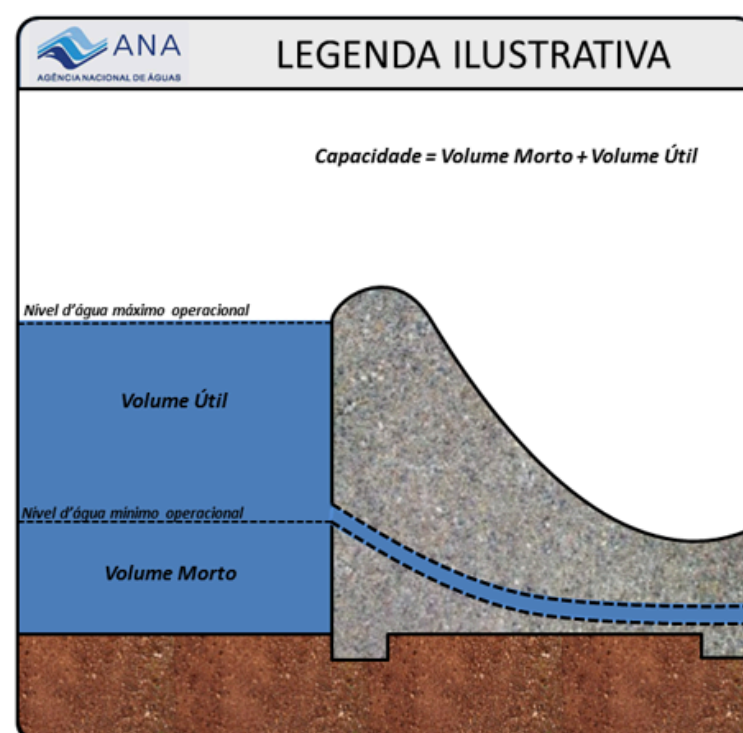 ANA
AGÊNCIA NACIONAL DE ÁGUAS
LEGENDA ILUSTRATIVA
Capacidade = Volume Morto + Volume Útil
Nível d'água máximo operacional
Volume Útil
Nível d'água mínimo operacional
Volume Morto